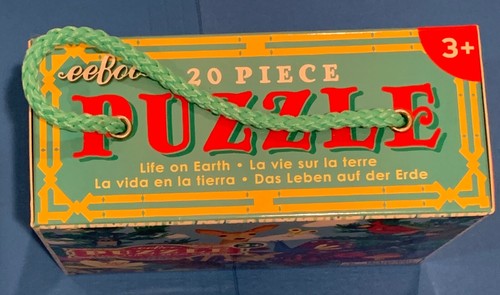 eeBoo
3+
20 PIECE
PUZZLE
Life on Earth • La vie sur la terre
La vida en la tierra • Das Leben auf der Erde